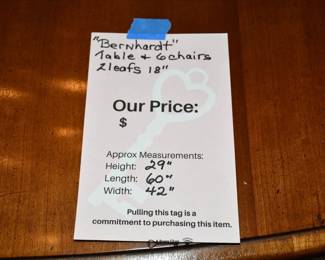 "Bernhardt"
Table & 6 chairs
2 leafs 18"
Our Price:
$
Approx Measurements:
Height: 29"
Length: 60"
Width: 42"
Pulling this tag is a
commitment to purchasing this item.